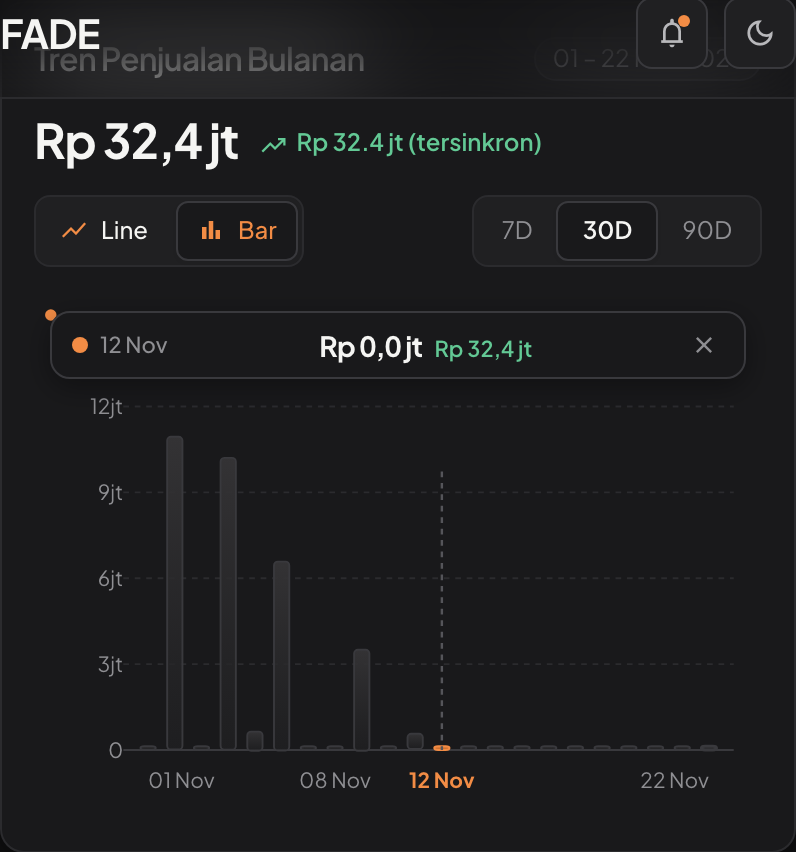 FADE
Tren Penjualan Bulanan
01 – 22
Rp 32,4 jt
Rp 32.4 jt (tersinkron)
Line
Bar
7D
30D
90D
12 Nov
Rp 0,0 jt
Rp 32,4 jt
12jt
9jt
6jt
3jt
0
01 Nov
08 Nov
12 Nov
22 Nov